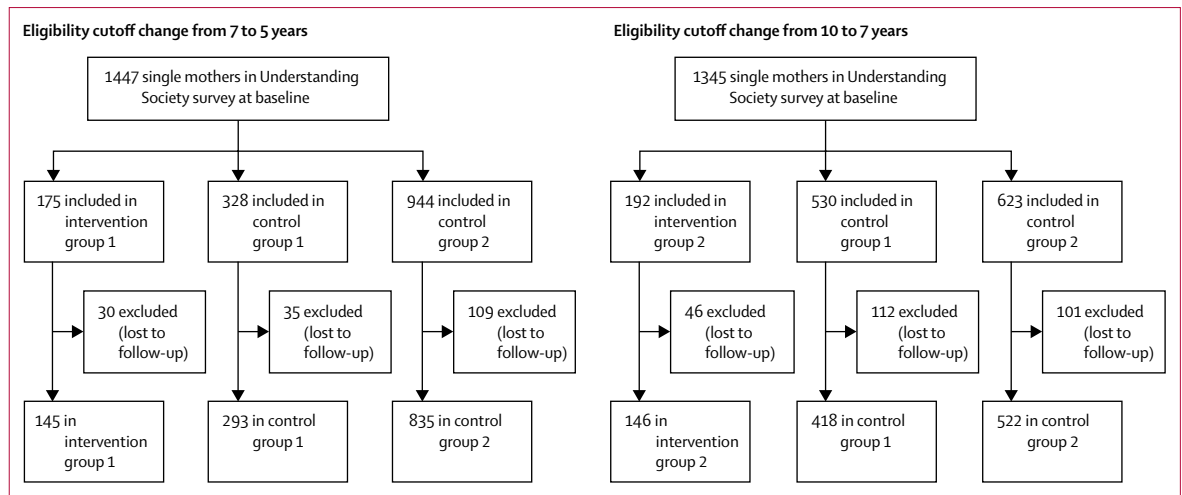 Eligibility cutoff change from 7 to 5 years
1447 single mothers in Understanding
Society survey at baseline
175 included in
intervention
group 1
328 included in
control
group 1
944 included in
control
group 2
30 excluded
(lost to
follow-up)
35 excluded
(lost to
follow-up)
109 excluded
(lost to
follow-up)
145 in
intervention
group 1
293 in control
group 1
835 in control
group 2
Eligibility cutoff change from 10 to 7 years
1345 single mothers in Understanding
Society survey at baseline
192 included in
intervention
group 2
530 included in
control
group 1
623 included in
control
group 2
46 excluded
(lost to
follow-up)
112 excluded
(lost to
follow-up)
101 excluded
(lost to
follow-up)
146 in
intervention
group 2
418 in control
group 1
522 in control
group 2